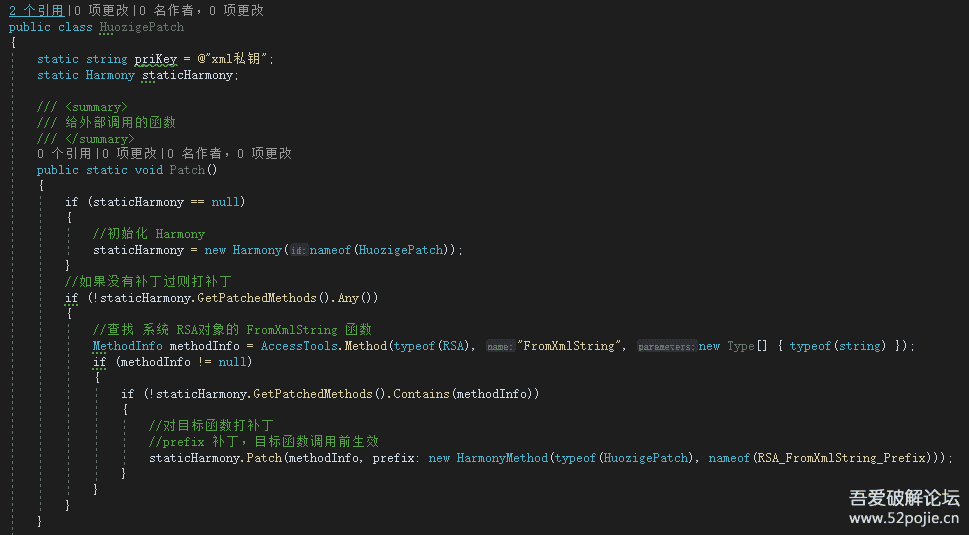 2 个引用|0 项更改|0 名作者，0 项更改
public class HuozigePatch
{
static string priKey = @"xml私钥";
static Harmony staticHarmony;
/// <summary>
/// 给外部调用的函数
/// </summary>
0 个引用|0 项更改|0 名作者，0 项更改
public static void Patch()
{
if (staticHarmony == null)
{
//初始化 Harmony
staticHarmony = new Harmony(id:nameof(HuozigePatch));
}
//如果没有补丁过则打补丁
if (!staticHarmony.GetPatchedMethods().Any())
{
//查找 系统 RSA对象的 FromXmlString 函数
MethodInfo methodInfo = AccessTools.Method(typeof(RSA), name:"FromXmlString", parameters:new Type[] { typeof(string) });
if (methodInfo != null)
{
if (!staticHarmony.GetPatchedMethods().Contains(methodInfo))
{
//对目标函数打补丁
//prefix 补丁，目标函数调用前生效
staticHarmony.Patch(methodInfo, prefix: new HarmonyMethod(typeof(HuozigePatch), nameof(RSA_FromXmlString_Prefix)));
}
}
}
}
吾爱破解论坛
www.52pojie.cn